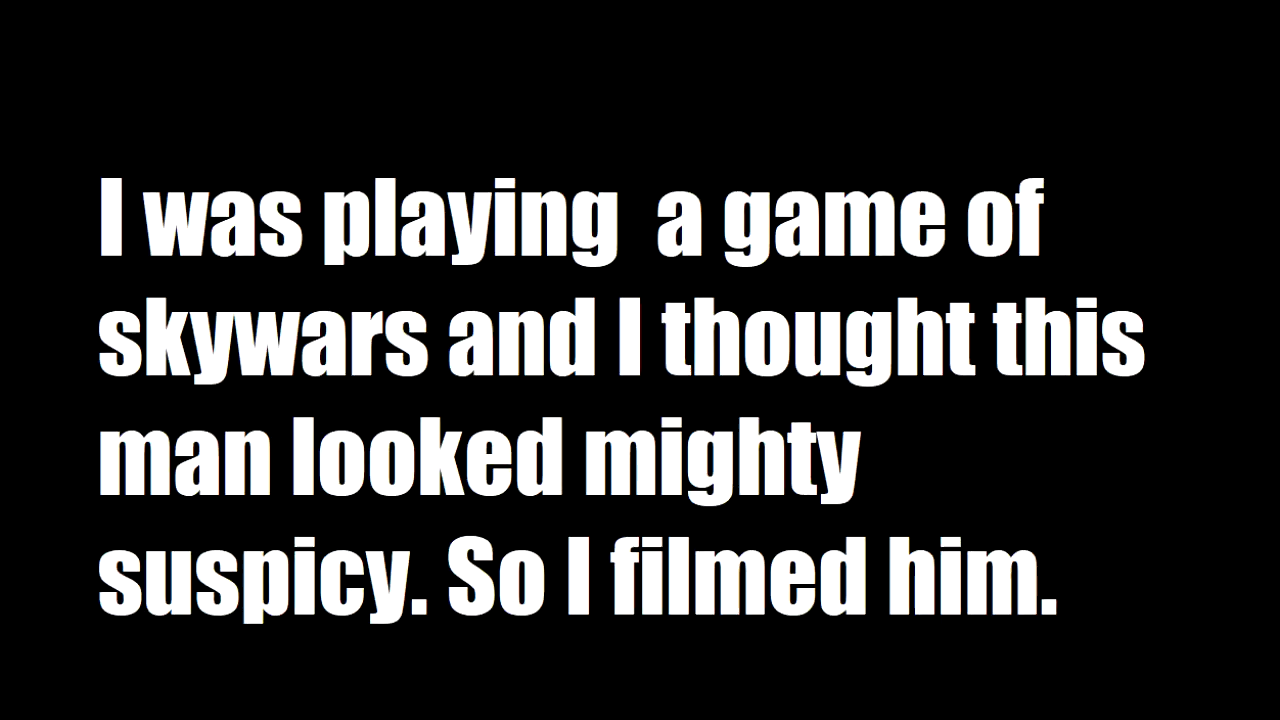 I was playing  a game of
skywars and I thought this
man looked mighty
suspicy. So I filmed him.